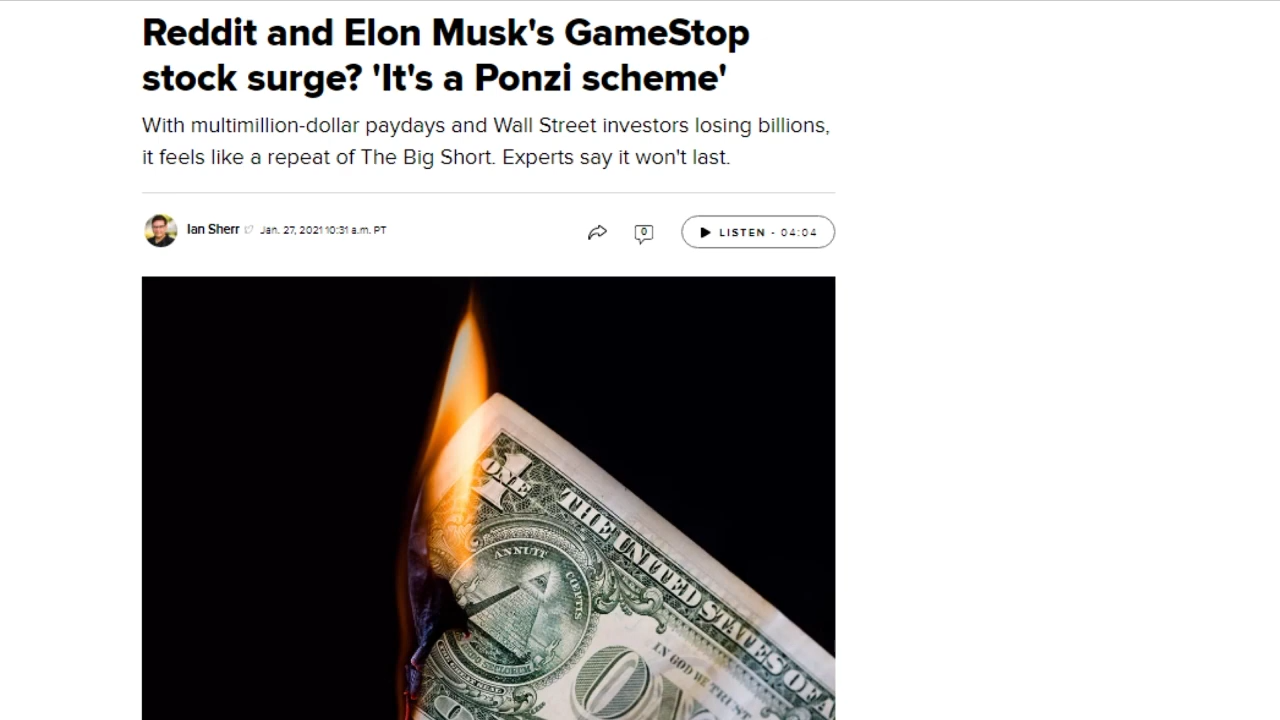 Reddit and Elon Musk's GameStop
stock surge? 'It's a Ponzi scheme'
With multimillion-dollar paydays and Wall Street investors losing billions,
it feels like a repeat of The Big Short. Experts say it won't last.
Ian Sherr Jan. 27, 2021 10:31 a.m. PT
0
LISTEN - 04:04
ONE
1
THE UNITED STATES OF A
ANNUIT
COEPTIS
IN GOD WE TRUST